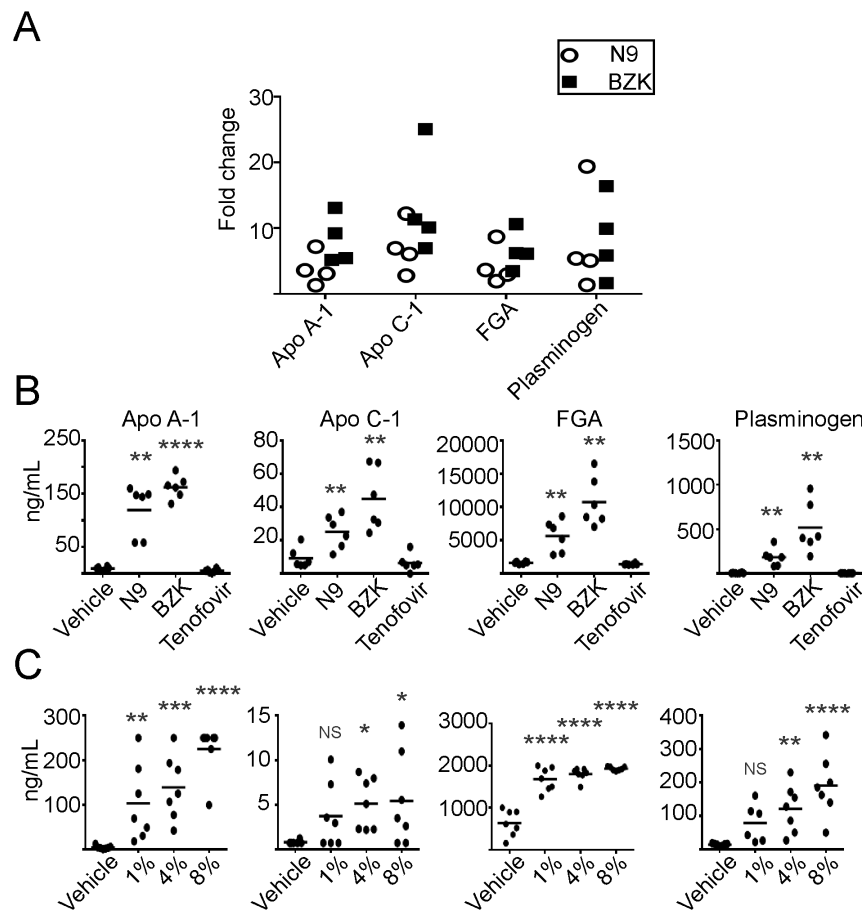 A
N9
BZK
Fold change
30
20
10
Apo A-1
Apo C-1
FGA
Plasminogen
B
Apo A-1
Apo C-1
FGA
Plasminogen
ng/mL
250
150
50
** ****
Vehicle N9 BZK Tenofovir
80
60
40
20
** **
Vehicle N9 BZK Tenofovir
20000
15000
10000
5000
** **
Vehicle N9 BZK Tenofovir
1500
1000
500
** **
Vehicle N9 BZK Tenofovir
C
ng/mL
300
200
100
** *** ****
Vehicle 1% 4% 8%
15
10
5
NS * *
Vehicle 1% 4% 8%
3000
2000
1000
**** **** ****
Vehicle 1% 4% 8%
400
300
200
100
NS ** ****
Vehicle 1% 4% 8%